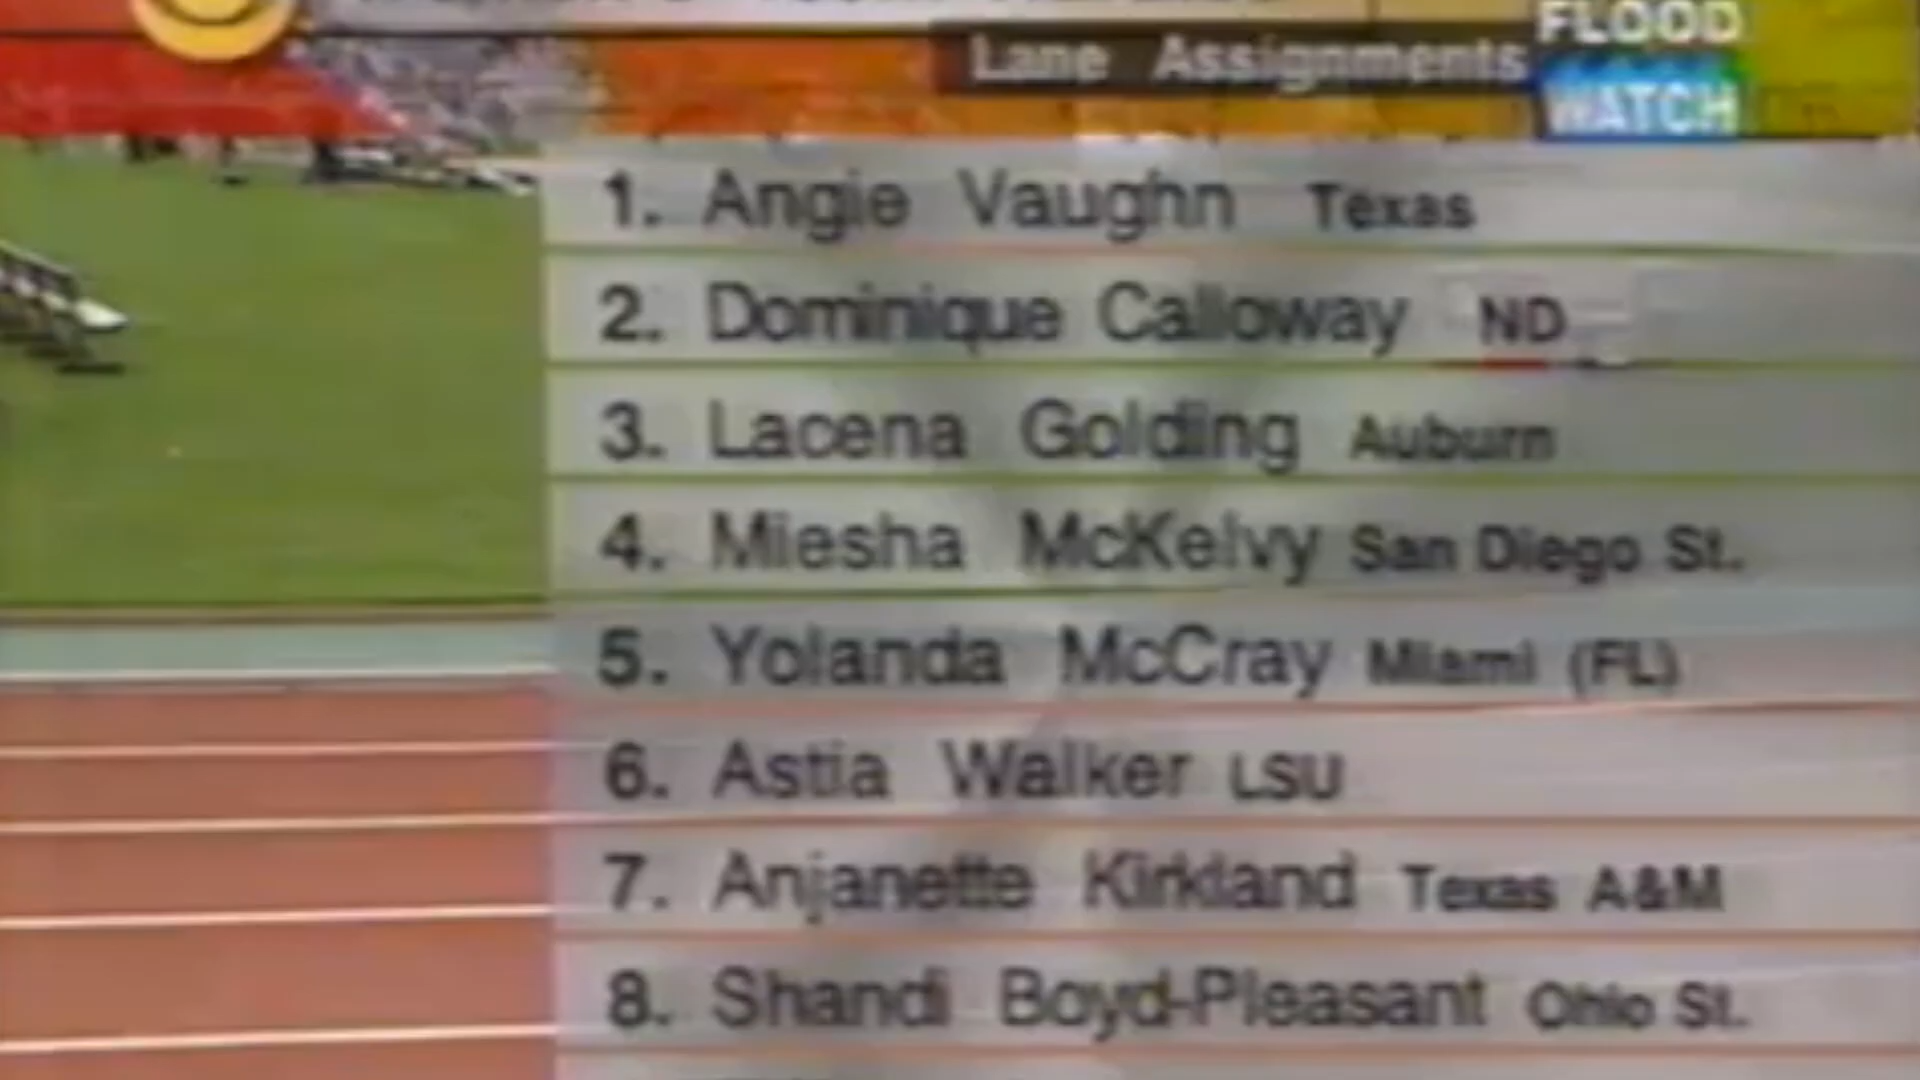 Lane Assignments
FLOOD
WATCH
1. Angie Vaughn Texas
2. Dominique Calloway ND
3. Lacena Golding Auburn
4. Miesha McKelvy San Diego St.
5. Yolanda McCray Miami (FL)
6. Astia Walker LSU
7. Anjanette Kirkland Texas A&M
8. Shandi Boyd-Pleasant Ohio St.